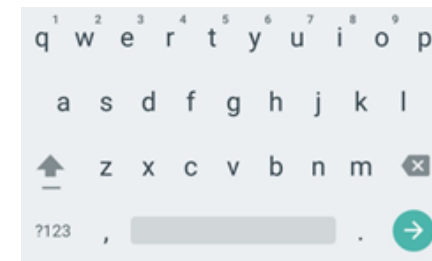 1 2 3 4 5 6 7 8 9
q w e r t y u i o p
a s d f g h j k l
z x c v b n m
?123 , .